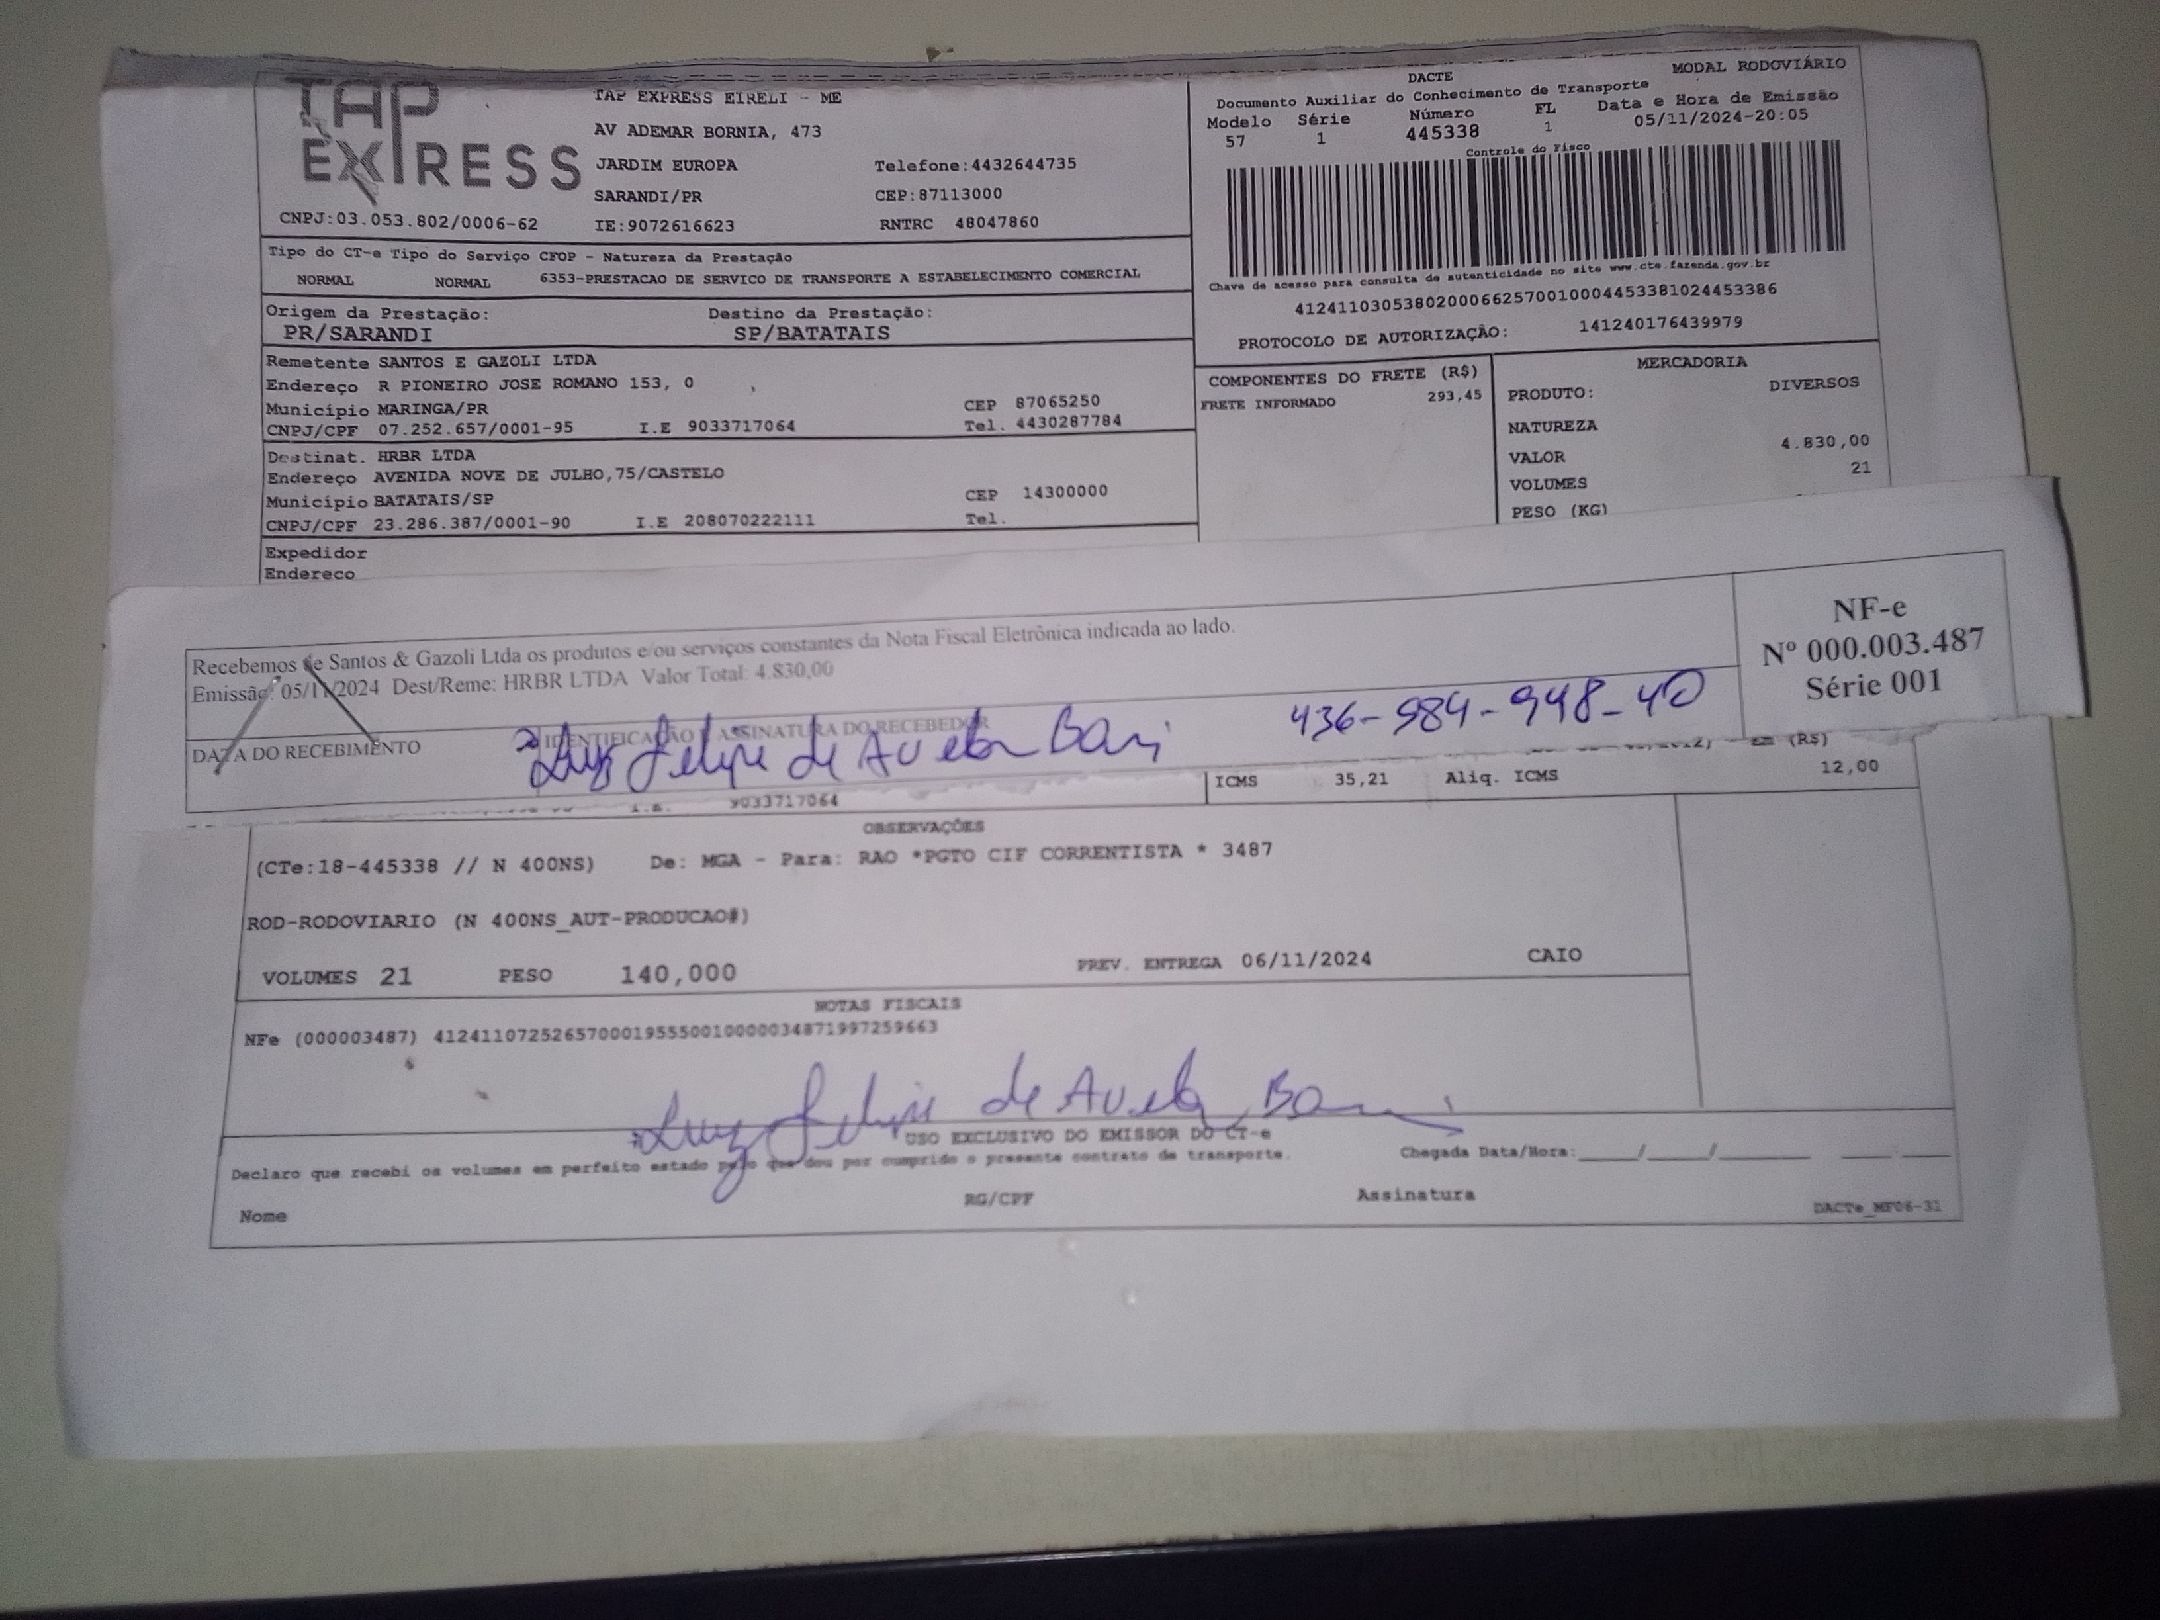 TAP EXPRESS
TAP EXPRESS EIRELI - ME
AV ADEMAR BORNIA, 473
JARDIM EUROPA Telefone:4432644735
SARANDI/PR CEP:87113000
CNPJ:03.053.802/0006-62 IE:9072616623 RNTRC 48047860
DACTE MODAL RODOVIÁRIO
Documento Auxiliar do Conhecimento de Transporte
Modelo Série Número FL Data e Hora de Emissão
57 1 445338 1 05/11/2024-20:05
Controle do Fisco
Chave de acesso para consulta de autenticidade no site www.cte.fazenda.gov.br
41241103053802000662570010004453381024453386
PROTOCOLO DE AUTORIZAÇÃO: 141240176439979
Tipo do CT-e Tipo do Serviço CFOP - Natureza da Prestação
NORMAL NORMAL 6353-PRESTACAO DE SERVICO DE TRANSPORTE A ESTABELECIMENTO COMERCIAL
Origem da Prestação: Destino da Prestação:
PR/SARANDI SP/BATATAIS
Remetente SANTOS E GAZOLI LTDA
Endereço R PIONEIRO JOSE ROMANO 153, 0
Município MARINGA/PR CEP 87065250
CNPJ/CPF 07.252.657/0001-95 I.E 9033717064 Tel. 4430287784
Destinat. HRBR LTDA
Endereço AVENIDA NOVE DE JULHO,75/CASTELO
Município BATATAIS/SP CEP 14300000
CNPJ/CPF 23.286.387/0001-90 I.E 208070222111 Tel.
Expedidor
Endereco
COMPONENTES DO FRETE (R$)
FRETE INFORMADO 293,45
MERCADORIA
PRODUTO: DIVERSOS
NATUREZA
VALOR 4.830,00
VOLUMES 21
PESO (KG)
Recebemos de Santos & Gazoli Ltda os produtos e/ou serviços constantes da Nota Fiscal Eletrônica indicada ao lado.
Emissão: 05/11/2024 Dest/Reme: HRBR LTDA Valor Total: 4.830,00
DATA DO RECEBIMENTO IDENTIFICAÇÃO E ASSINATURA DO RECEBEDOR
Luiz Felipe de Avela 436-984-948-40
NF-e
Nº 000.003.487
Série 001
(R$)
9033717064 ICMS 35,21 Aliq. ICMS 12,00
OBSERVAÇÕES
(CTe:18-445338 // N 400NS) De: MGA - Para: RAO *PGTO CIF CORRENTISTA * 3487
ROD-RODOVIARIO (N 400NS_AUT-PRODUCAO#)
VOLUMES 21 PESO 140,000 PREV. ENTREGA 06/11/2024 CAIO
NOTAS FISCAIS
NFe (000003487) 41241107252657000195550010000034871997259663
Luiz Felipe de Avela
USO EXCLUSIVO DO EMISSOR DO CT-e
Declaro que recebi os volumes em perfeito estado pelo que dou por cumprido o presente contrato de transporte. Chegada Data/Hora:_____/_____/_______ ____:____
Nome RG/CPF Assinatura DACTe_MF06-31